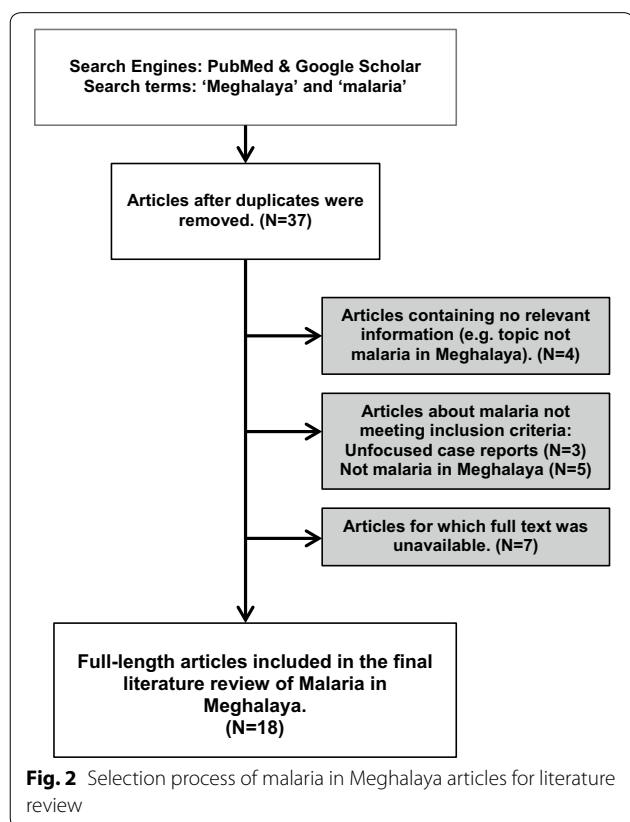 Search Engines: PubMed & Google Scholar
Search terms: ‘Meghalaya’ and ‘malaria’
Articles after duplicates were
removed. (N=37)
Articles containing no relevant
information (e.g. topic not
malaria in Meghalaya). (N=4)
Articles about malaria not
meeting inclusion criteria:
Unfocused case reports (N=3)
Not malaria in Meghalaya (N=5)
Articles for which full text was
unavailable. (N=7)
Full-length articles included in the final
literature review of Malaria in
Meghalaya.
(N=18)
Fig. 2 Selection process of malaria in Meghalaya articles for literature
review